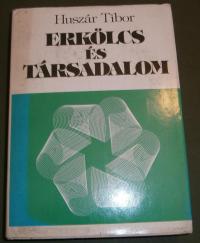 Huszár Tibor
ERKÖLCS
ÉS
TÁRSADALOM